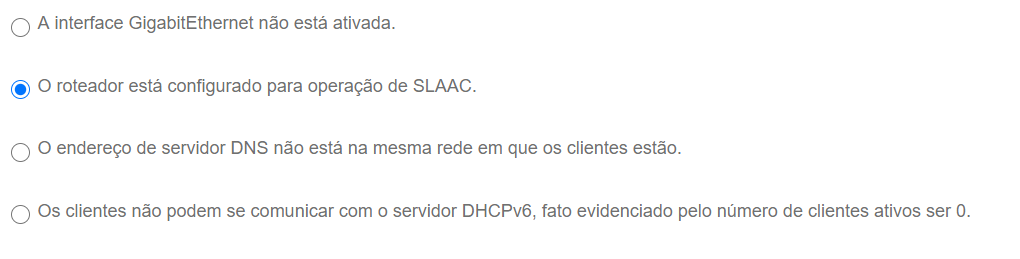 A interface GigabitEthernet não está ativada.
O roteador está configurado para operação de SLAAC.
O endereço de servidor DNS não está na mesma rede em que os clientes estão.
Os clientes não podem se comunicar com o servidor DHCPv6, fato evidenciado pelo número de clientes ativos ser 0.